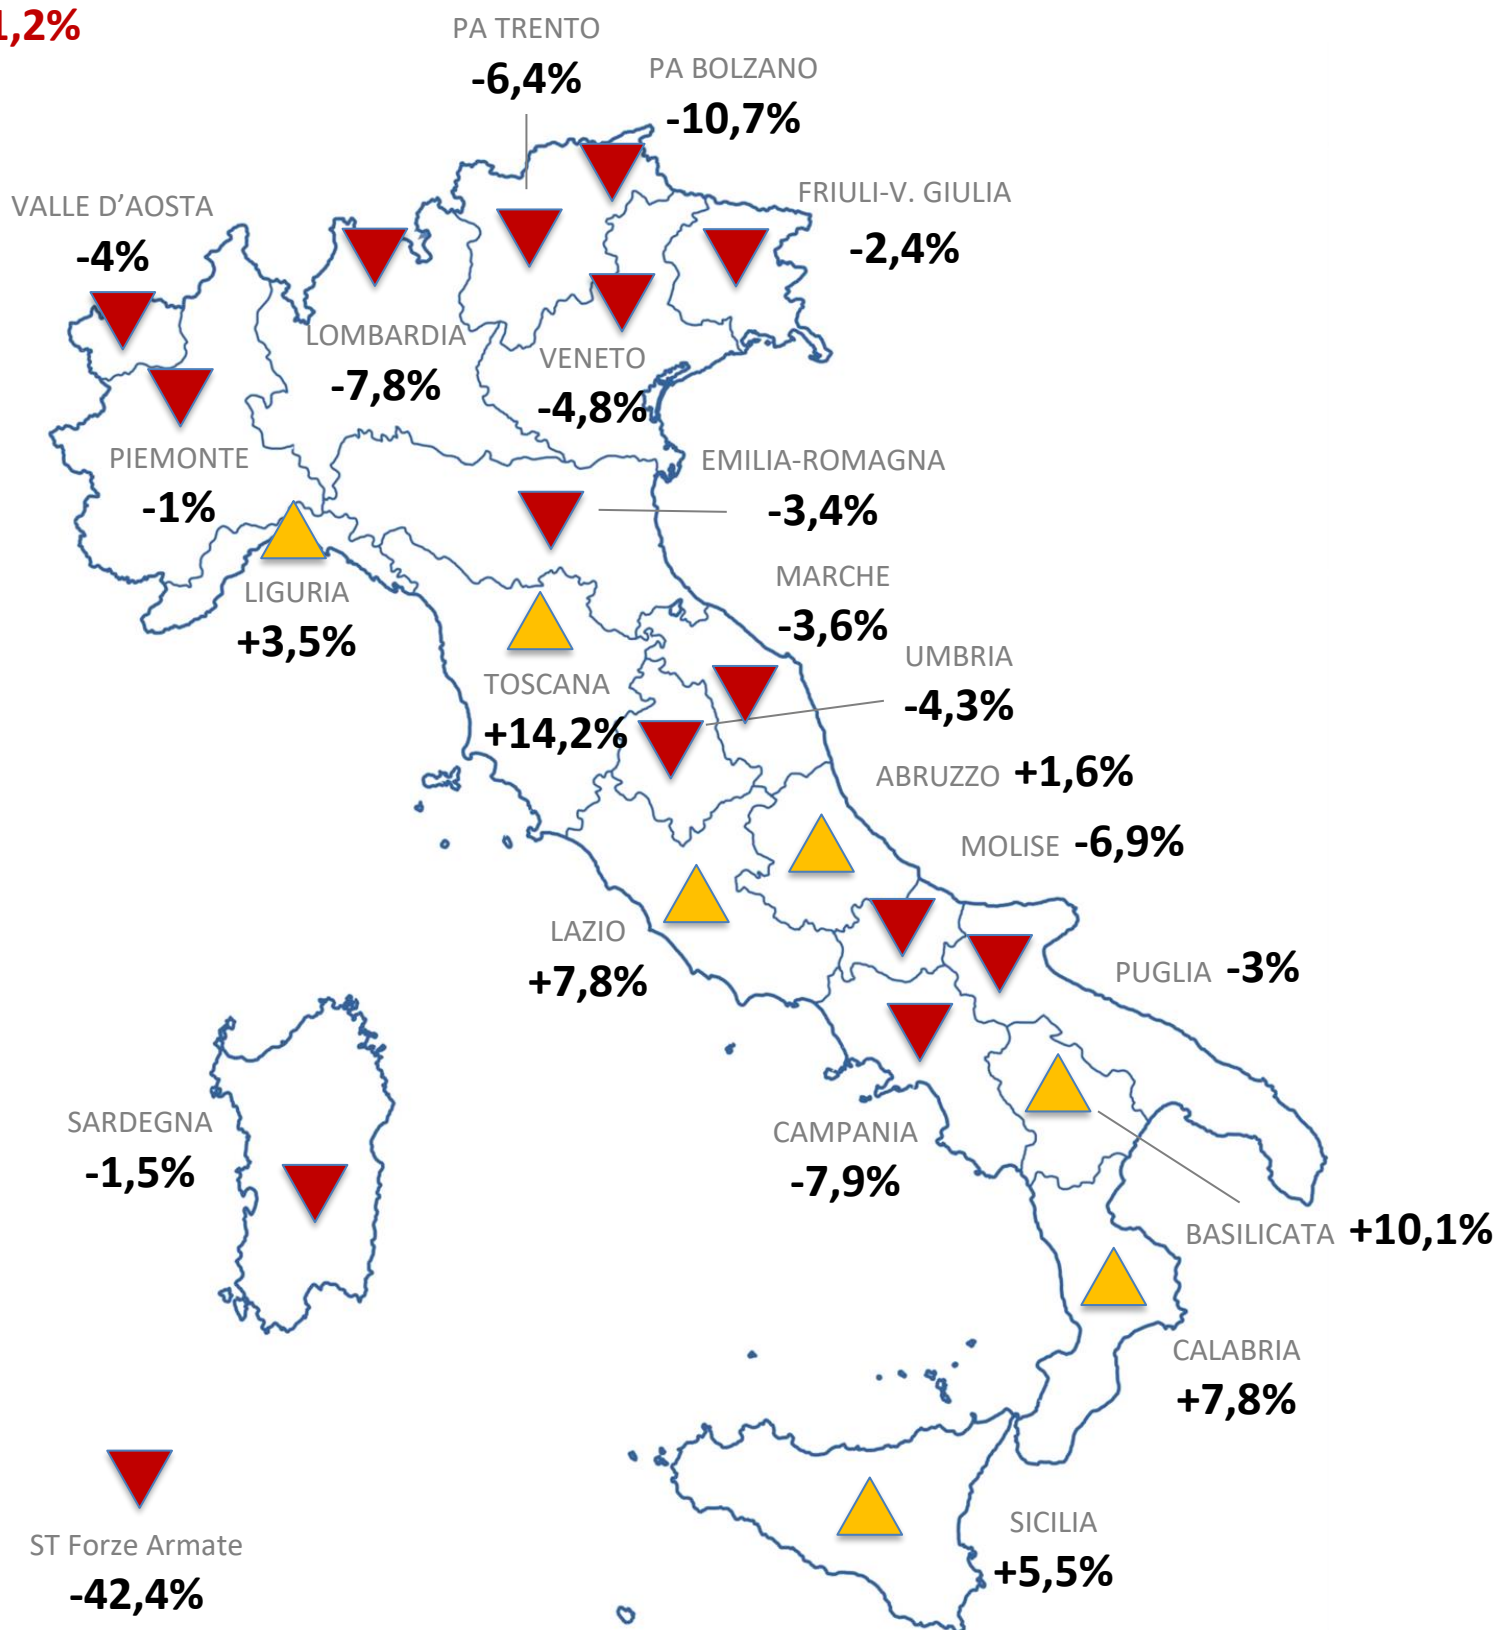 1,2%
PA TRENTO
-6,4%
PA BOLZANO
-10,7%
VALLE D'AOSTA
-4%
FRIULI-V. GIULIA
-2,4%
LOMBARDIA
-7,8%
VENETO
-4,8%
PIEMONTE
-1%
EMILIA-ROMAGNA
-3,4%
LIGURIA
+3,5%
MARCHE
-3,6%
TOSCANA
+14,2%
UMBRIA
-4,3%
ABRUZZO +1,6%
MOLISE -6,9%
LAZIO
+7,8%
PUGLIA -3%
SARDEGNA
-1,5%
CAMPANIA
-7,9%
BASILICATA +10,1%
CALABRIA
+7,8%
ST Forze Armate
-42,4%
SICILIA
+5,5%